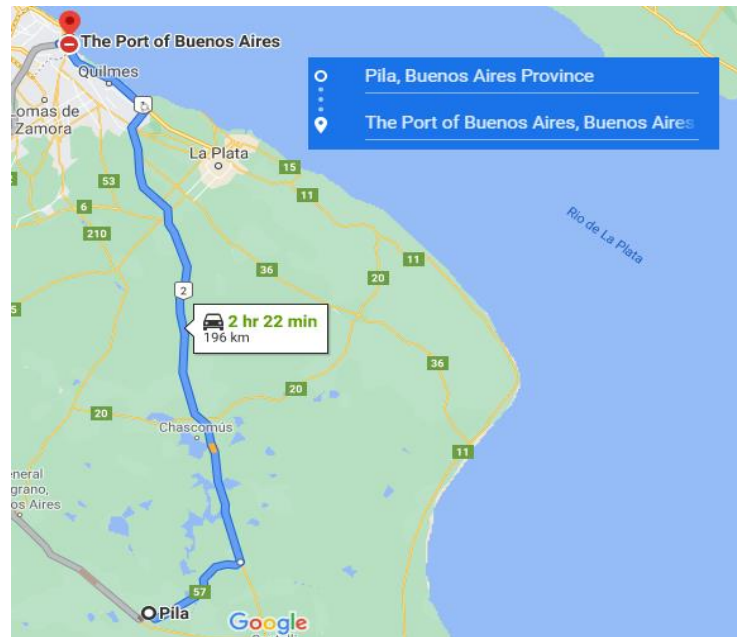 The Port of Buenos Aires
Quilmes
Pila, Buenos Aires Province
The Port of Buenos Aires, Buenos Aires
omas de
Zamora
La Plata
15
53
11
6
210
Rio de La Plata
36
11
20
2
2 hr 22 min
196 km
36
20
20
Chascomús
11
eneral
grano,
os Aires
57
Pila
Google